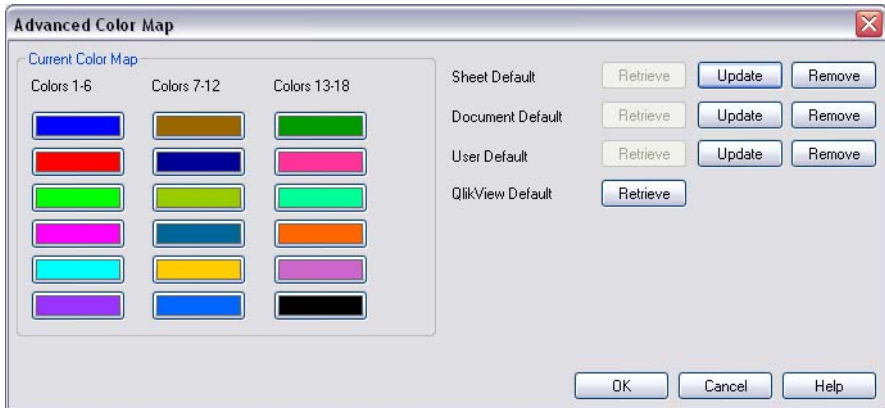 Advanced Color Map
Current Color Map
Colors 1-6 Colors 7-12 Colors 13-18
Sheet Default Retrieve Update Remove
Document Default Retrieve Update Remove
User Default Retrieve Update Remove
QlikView Default Retrieve
OK Cancel Help